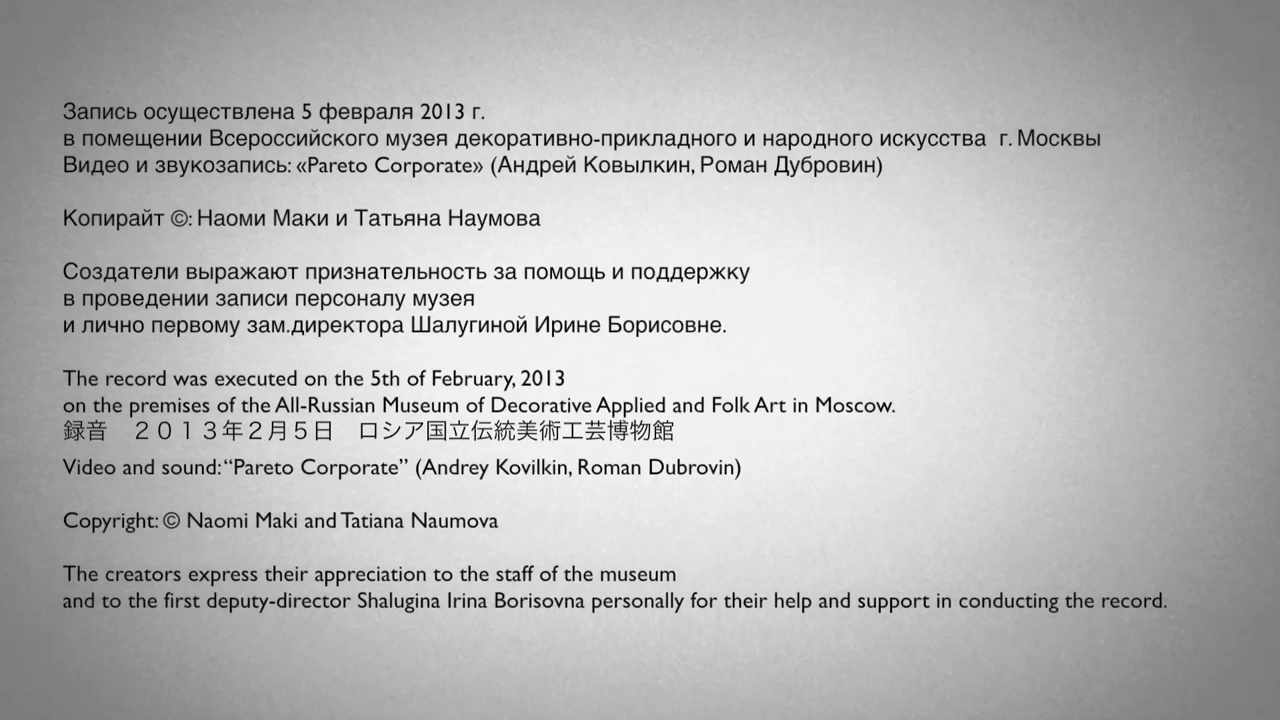 Запись осуществлена 5 февраля 2013 г.
в помещении Всероссийского музея декоративно-прикладного и народного искусства г. Москвы
Видео и звукозапись: «Pareto Corporate» (Андрей Ковылкин, Роман Дубровин)
Копирайт ©: Наоми Маки и Татьяна Наумова
Создатели выражают признательность за помощь и поддержку
в проведении записи персоналу музея
и лично первому зам.директора Шалугиной Ирине Борисовне.
The record was executed on the 5th of February, 2013
on the premises of the All-Russian Museum of Decorative Applied and Folk Art in Moscow.
録音　２０１３年２月５日　ロシア国立伝統美術工芸博物館
Video and sound: “Pareto Corporate” (Andrey Kovilkin, Roman Dubrovin)
Copyright: © Naomi Maki and Tatiana Naumova
The creators express their appreciation to the staff of the museum
and to the first deputy-director Shalugina Irina Borisovna personally for their help and support in conducting the record.